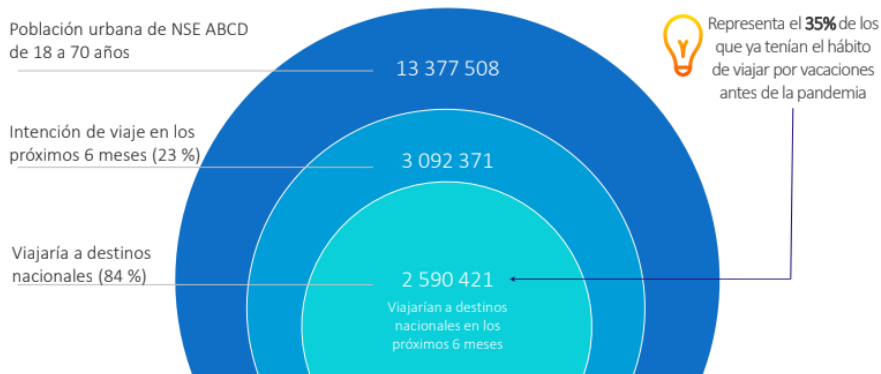 Población urbana de NSE ABCD
de 18 a 70 años
13 377 508
Representa el 35% de los
que ya tenían el hábito
de viajar por vacaciones
antes de la pandemia
Intención de viaje en los
próximos 6 meses (23 %)
3 092 371
Viajaría a destinos
nacionales (84 %)
2 590 421
Viajarían a destinos
nacionales en los
próximos 6 meses